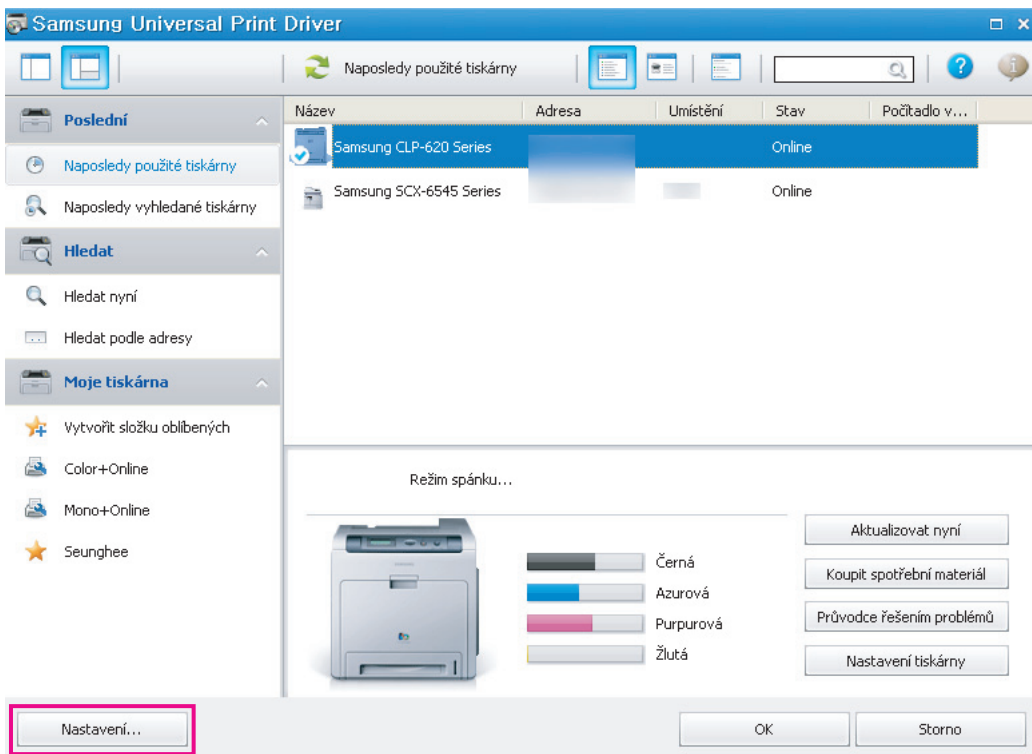 Samsung Universal Print Driver
Naposledy použité tiskárny
Poslední
Naposledy použité tiskárny
Naposledy vyhledané tiskárny
Hledat
Hledat nyní
Hledat podle adresy
Moje tiskárna
Vytvořit složku oblíbených
Color+Online
Mono+Online
Seunghee
Název Adresa Umístění Stav Počítadlo v...
Samsung CLP-620 Series Online
Samsung SCX-6545 Series Online
Režim spánku...
Černá
Azurová
Purpurová
Žlutá
Aktualizovat nyní
Koupit spotřební materiál
Průvodce řešením problémů
Nastavení tiskárny
Nastavení...
OK
Storno